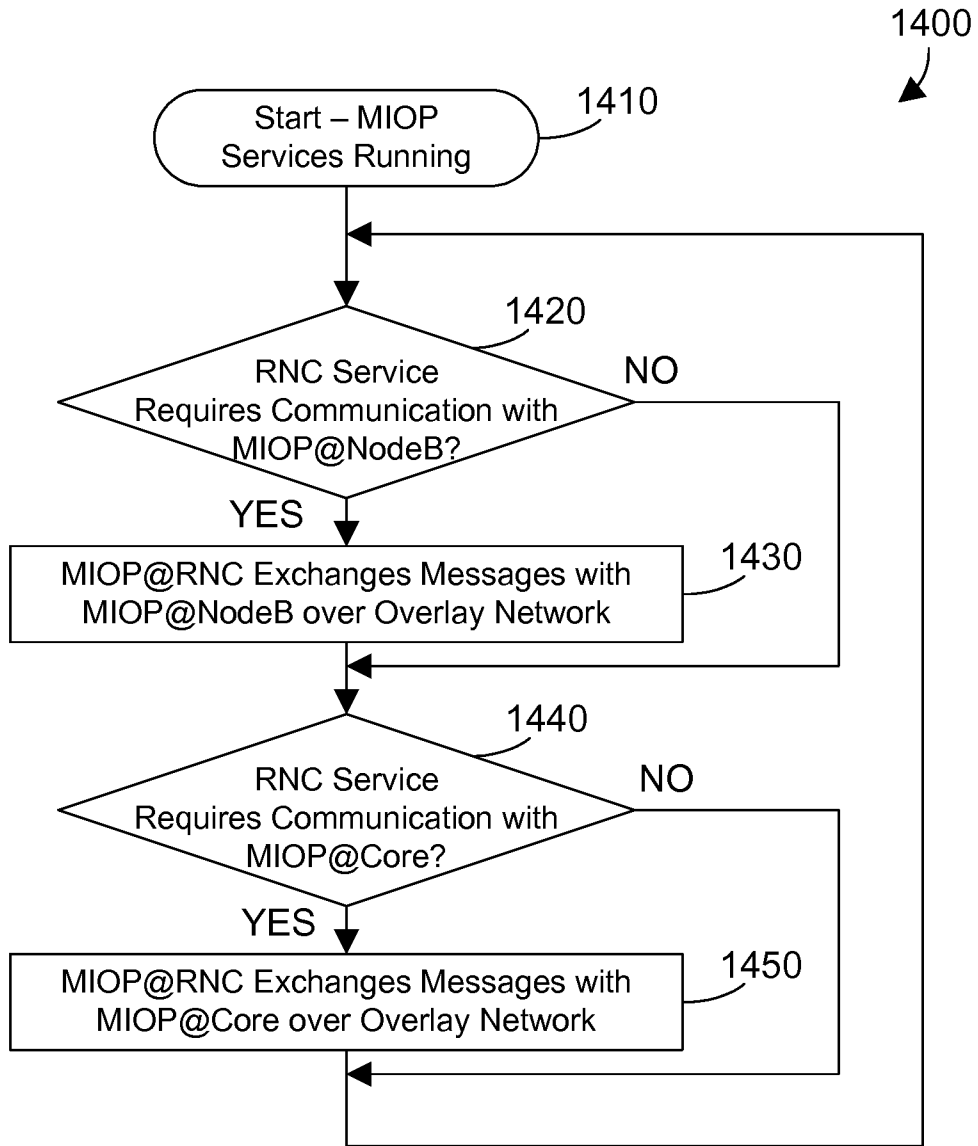 1400
Start – MIOP
Services Running
1410
1420
RNC Service
Requires Communication with
MIOP@NodeB?
NO
YES
MIOP@RNC Exchanges Messages with
MIOP@NodeB over Overlay Network
1430
1440
RNC Service
Requires Communication with
MIOP@Core?
NO
YES
MIOP@RNC Exchanges Messages with
MIOP@Core over Overlay Network
1450